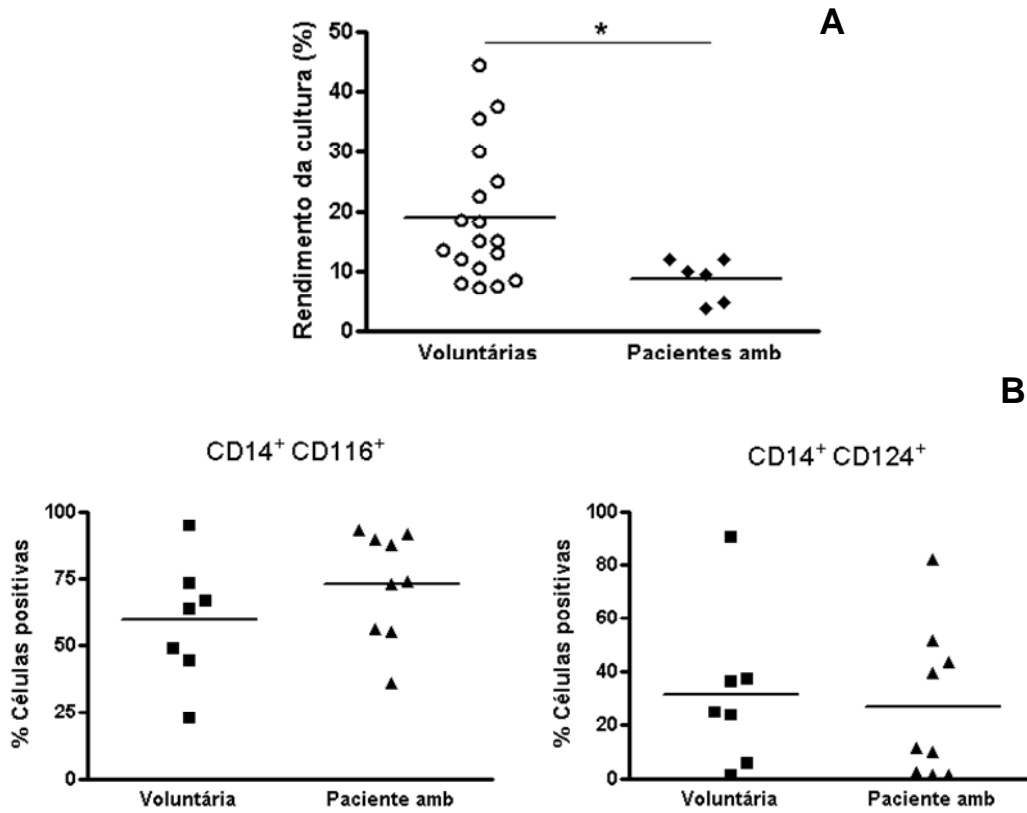 A
Rendimento da cultura (%)
50
40
30
20
10
0
*
Voluntárias
Pacientes amb
B
CD14+ CD116+
% Células positivas
100
75
50
25
0
Voluntária
Paciente amb
CD14+ CD124+
% Células positivas
100
80
60
40
20
0
Voluntária
Paciente amb